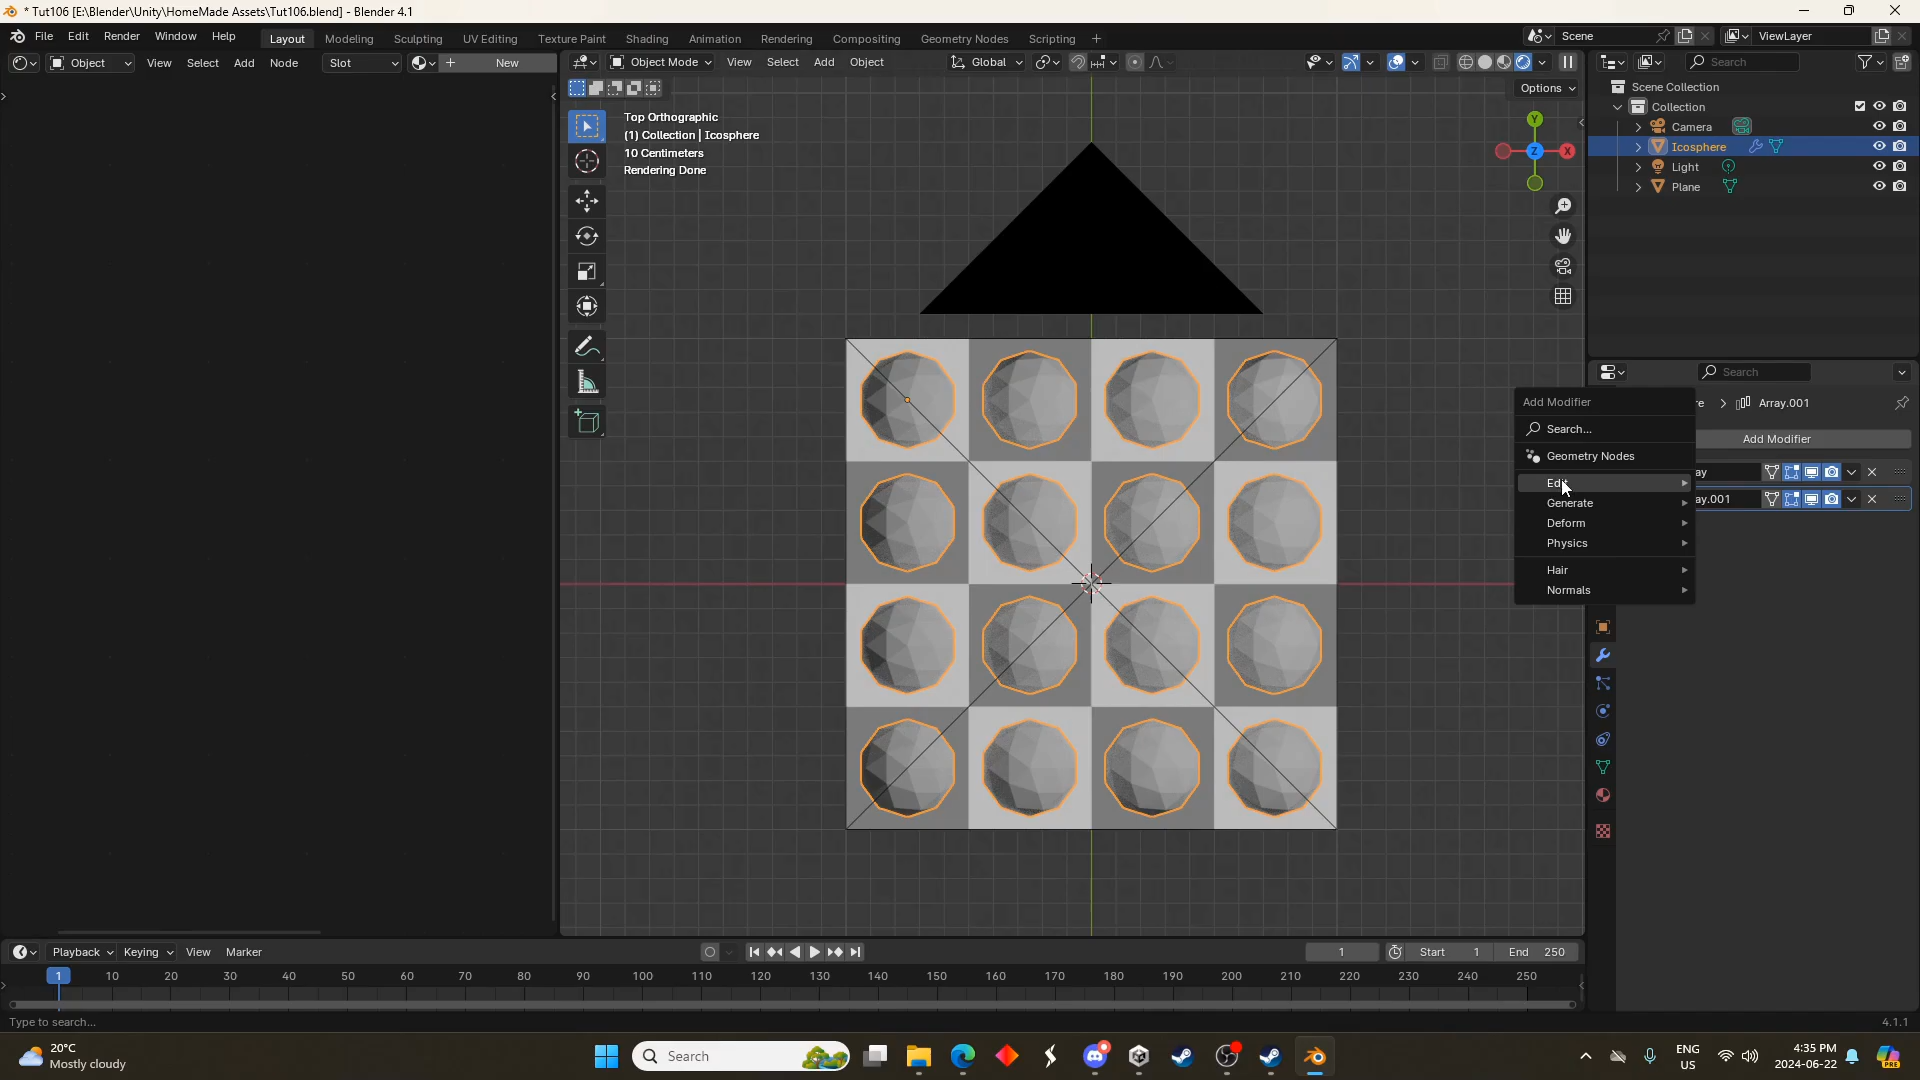 * Tut106 [E:\Blender\Unity\HomeMade Assets\Tut106.blend] - Blender 4.1
File Edit Render Window Help Layout Modeling Sculpting UV Editing Texture Paint Shading Animation Rendering Compositing Geometry Nodes Scripting + Scene ViewLayer
Object View Select Add Node Slot New Object Mode View Select Add Object Global Search
Options
Scene Collection
Collection
Camera
Icosphere
Light
Plane
Top Orthographic
(1) Collection | Icosphere
10 Centimeters
Rendering Done
Y
Z
X
Search
Add Modifier
Array.001
Search...
Add Modifier
Geometry Nodes
Edit
ay
Generate
ay.001
Deform
Physics
Hair
Normals
Playback Keying View Marker 1 Start 1 End 250
1 10 20 30 40 50 60 70 80 90 100 110 120 130 140 150 160 170 180 190 200 210 220 230 240 250
Type to search...
4.1.1
20°C
Mostly cloudy
Search
ENG
US
4:35 PM
2024-06-22
PRE